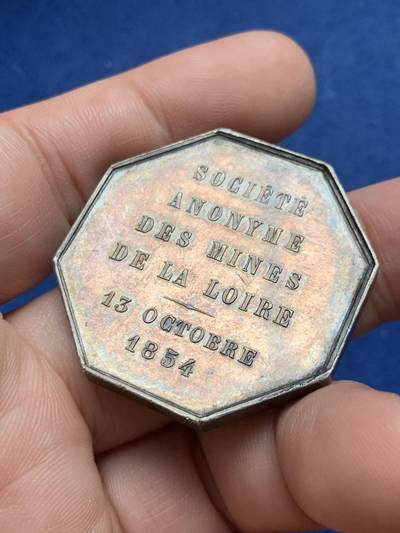 SOCIÉTÉ
ANONYME
DES MINES
DE LA LOIRE
13 OCTOBRE
1854